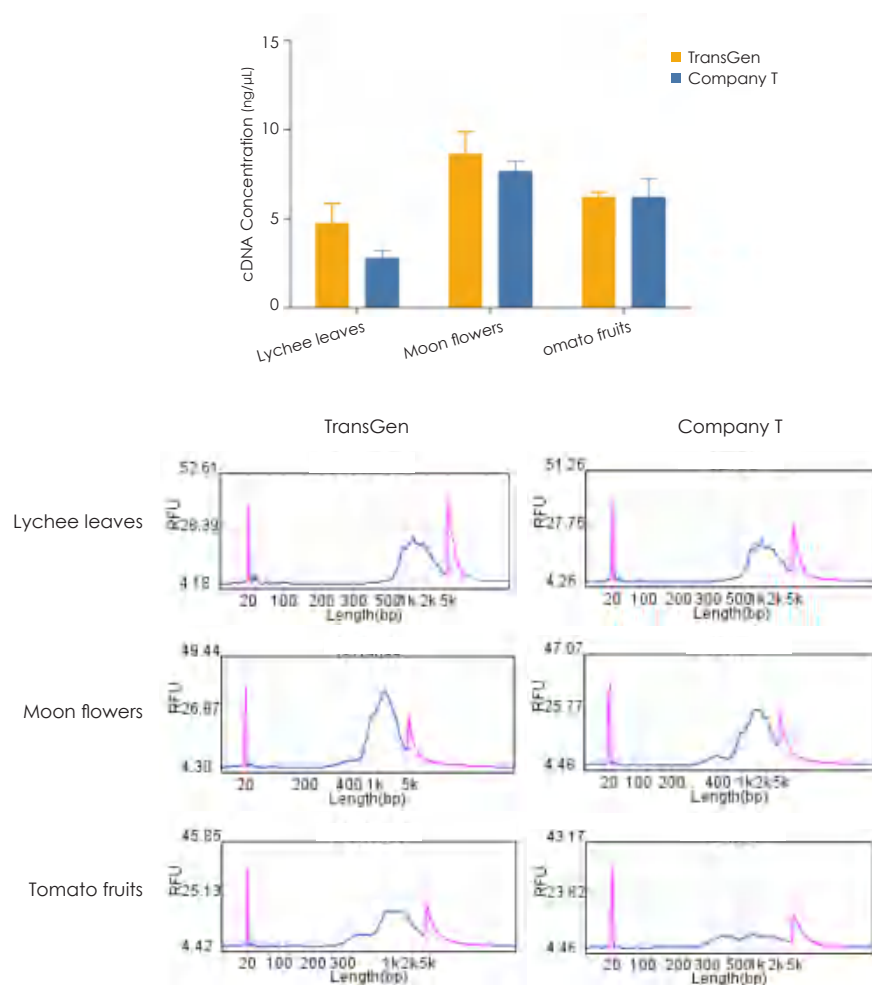 15
10
5
0
cDNA Concentration (ng/μL)
TransGen
Company T
Lychee leaves
Moon flowers
omato fruits
TransGen
Company T
Lychee leaves
52.61
28.39
4.18
RFU
20 100 200 300 500 1k 2k 5k
Length(bp)
51.26
27.76
4.26
RFU
20 100 200 300 500 1k 2k 5k
Length(bp)
Moon flowers
49.44
26.87
4.30
RFU
20 200 400 1k 5k
Length(bp)
47.07
25.77
4.46
RFU
20 100 200 400 1k 2k 5k
Length(bp)
Tomato fruits
45.85
25.13
4.42
RFU
20 100 200 300 1k 2k 5k
Length(bp)
43.17
23.82
4.46
RFU
20 100 200 300 500 1k 2k 5k
Length(bp)